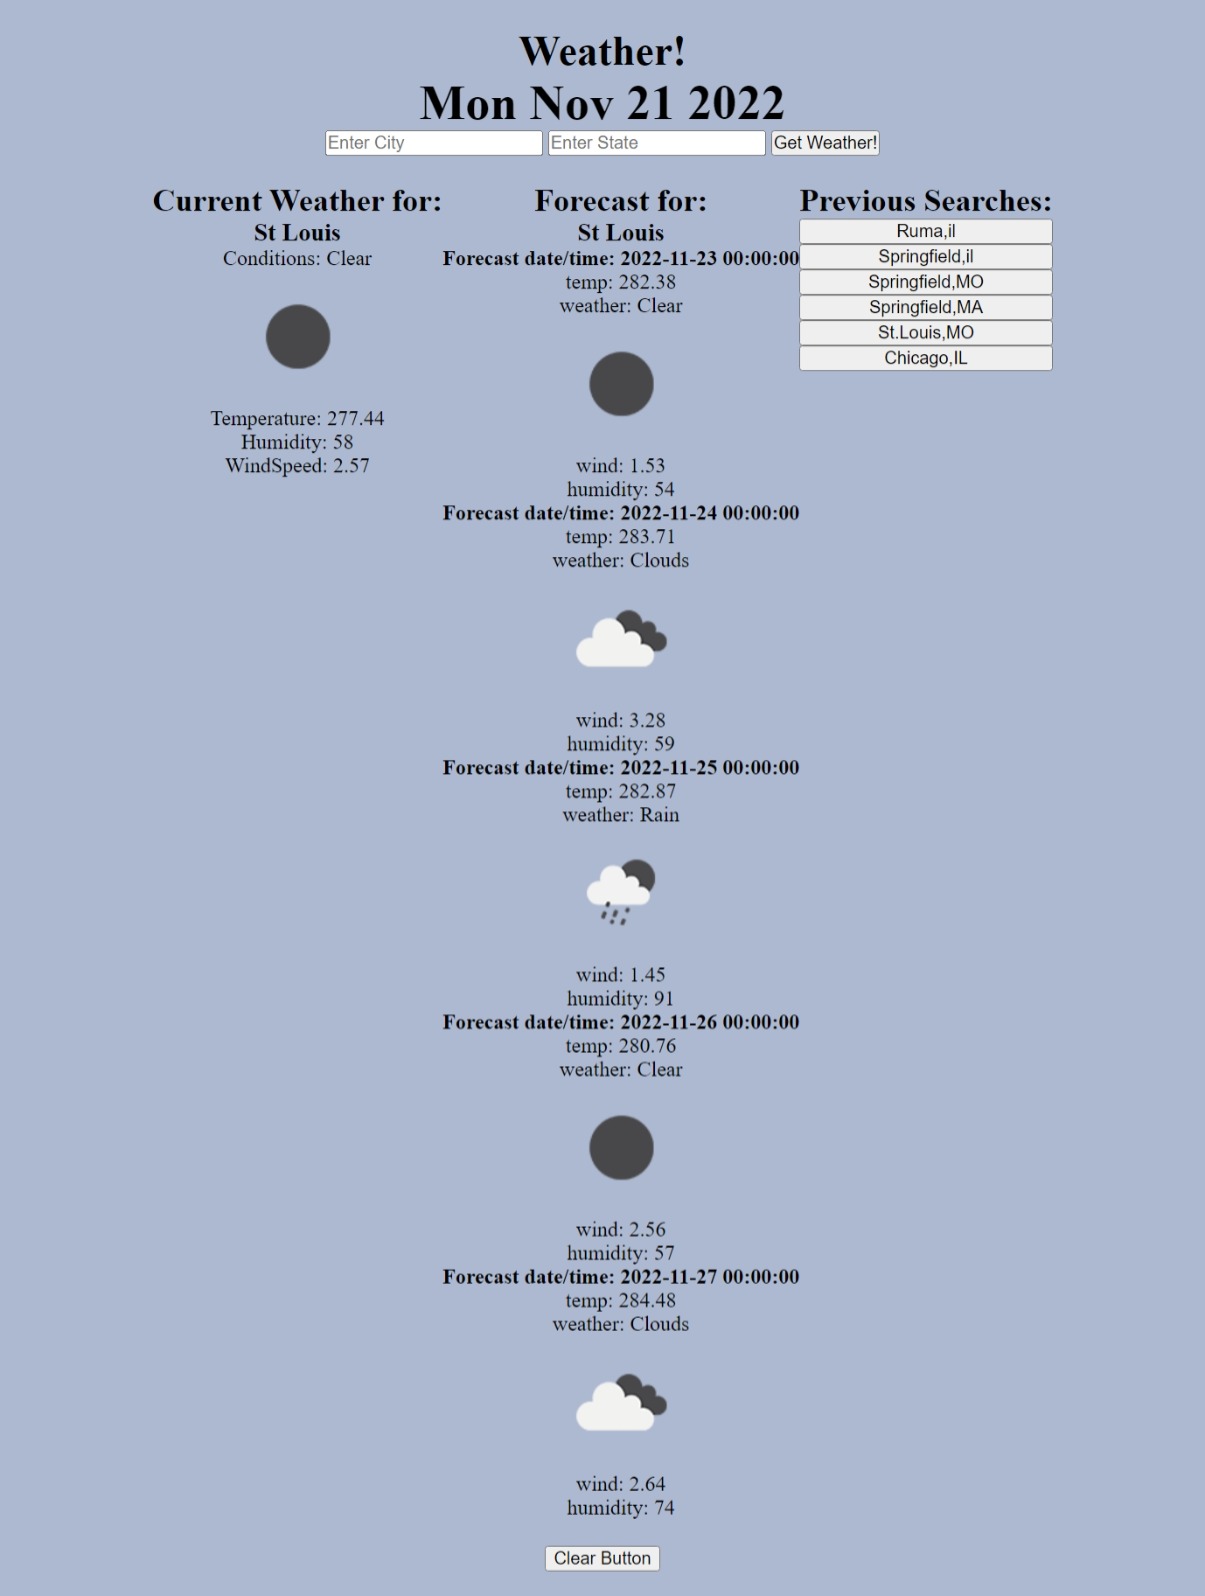 Weather!
Mon Nov 21 2022
Enter City
Enter State
Get Weather!
Current Weather for:
St Louis
Conditions: Clear
Temperature: 277.44
Humidity: 58
WindSpeed: 2.57
Forecast for:
St Louis
Forecast date/time: 2022-11-23 00:00:00
temp: 282.38
weather: Clear
wind: 1.53
humidity: 54
Forecast date/time: 2022-11-24 00:00:00
temp: 283.71
weather: Clouds
wind: 3.28
humidity: 59
Forecast date/time: 2022-11-25 00:00:00
temp: 282.87
weather: Rain
wind: 1.45
humidity: 91
Forecast date/time: 2022-11-26 00:00:00
temp: 280.76
weather: Clear
wind: 2.56
humidity: 57
Forecast date/time: 2022-11-27 00:00:00
temp: 284.48
weather: Clouds
wind: 2.64
humidity: 74
Previous Searches:
Ruma,il
Springfield,il
Springfield,MO
Springfield,MA
St.Louis,MO
Chicago,IL
Clear Button